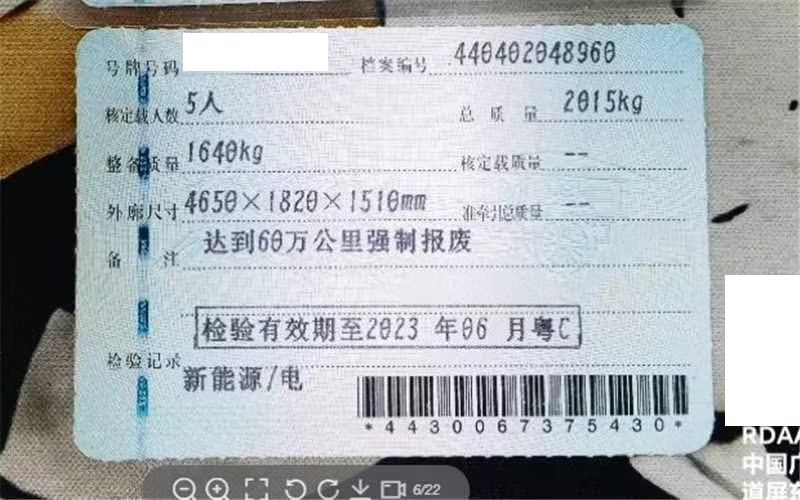 号牌号码 档案编号 440402048960
核定载人数 5人 总质量 2015kg
整备质量 1640kg 核定载质量 --
外廓尺寸 4650×1820×1510mm 准牵引总质量 --
备注 达到60万公里强制报废
检验有效期至2023年06月粤C
检验记录 新能源/电
*4430067375430*
RDAA
中国广
道展
6/22